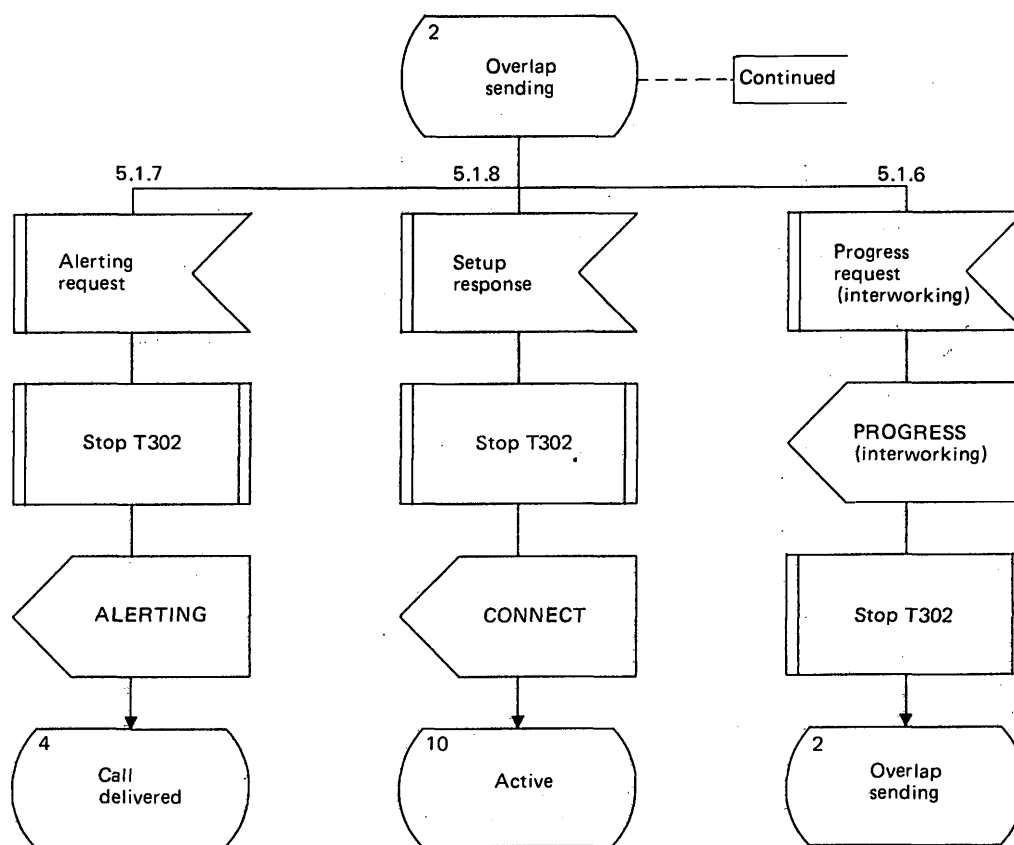 2
Overlap
sending
Continued
5.1.7
5.1.8
5.1.6
Alerting
request
Setup
response
Progress
request
(interworking)
Stop T302
Stop T302
PROGRESS
(interworking)
ALERTING
CONNECT
Stop T302
4
Call
delivered
10
Active
2
Overlap
sending